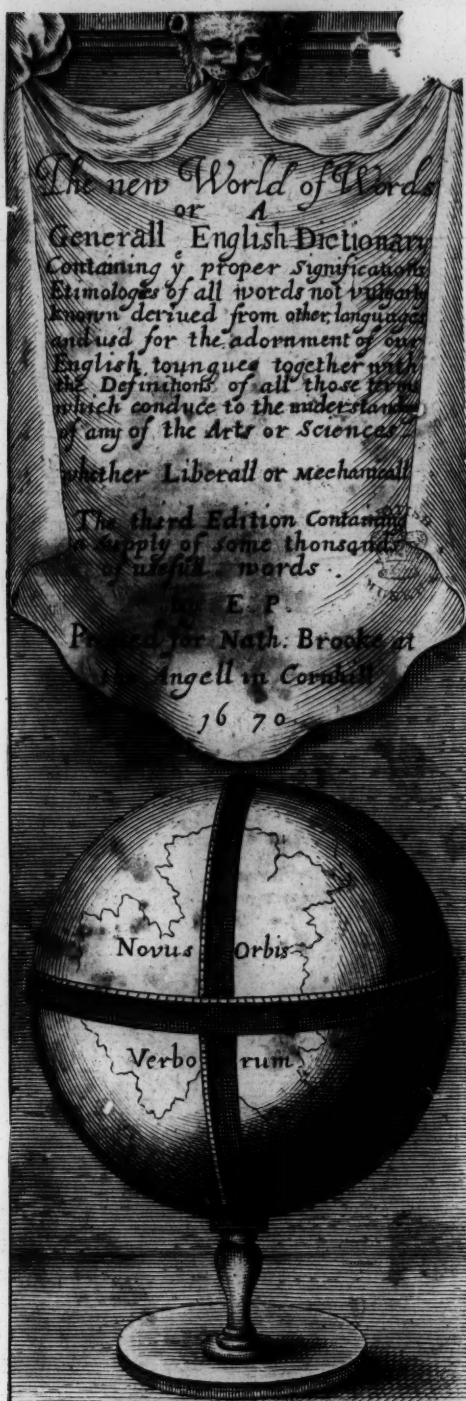 The new World of Words
or A
Generall English Dictionary
Containing yͤ proper significations
Etimologies of all words not vulgarly
known derived from other languages
and usd for the adornment of our
English toungue; together with
the Definitions of all those terms
which conduce to the understanding
of any of the Arts or Sciences
whether Liberall or Mechanicall
The third Edition Containing
a supply of some thousands
of usefull words.
by E. P.
Printed for Nath: Brooke at
the Angell in Cornhill
1670
Novus Orbis
Verborum